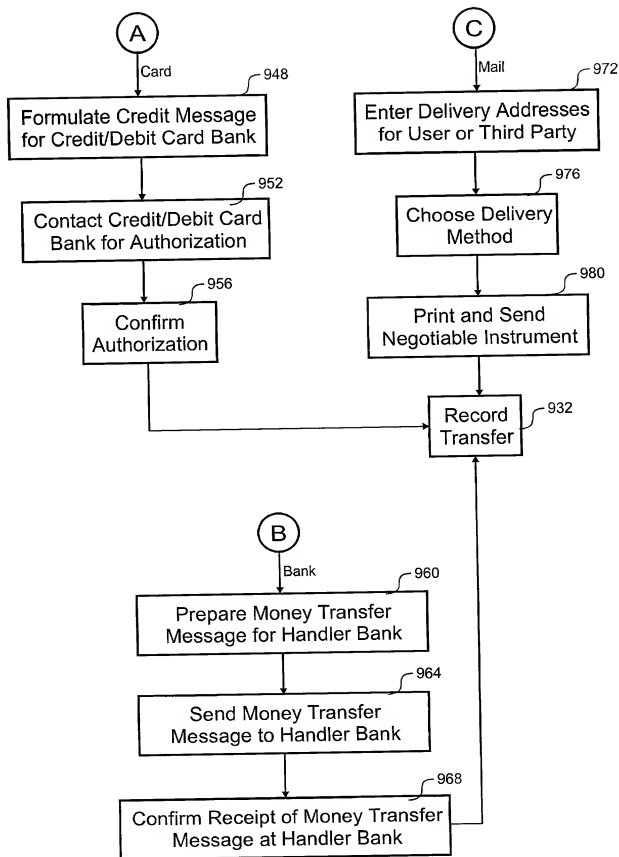 A
Card
948
Formulate Credit Message
for Credit/Debit Card Bank
952
Contact Credit/Debit Card
Bank for Authorization
956
Confirm
Authorization
C
Mail
972
Enter Delivery Addresses
for User or Third Party
976
Choose Delivery
Method
980
Print and Send
Negotiable Instrument
Record
Transfer
932
B
Bank
960
Prepare Money Transfer
Message for Handler Bank
964
Send Money Transfer
Message to Handler Bank
968
Confirm Receipt of Money Transfer
Message at Handler Bank